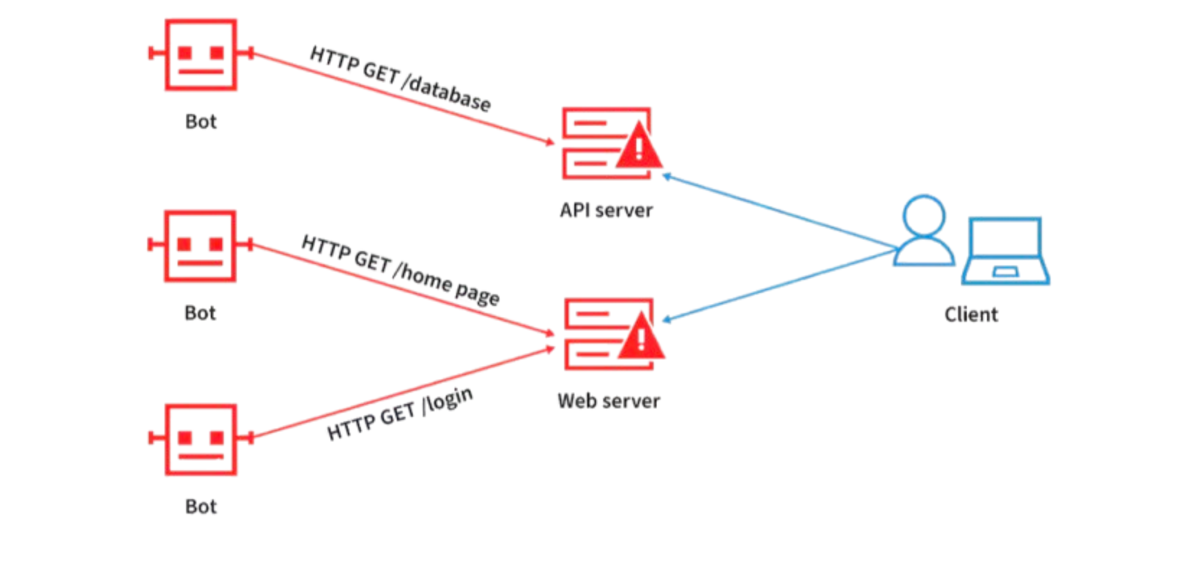 Bot
HTTP GET /database
API server
Bot
HTTP GET /home page
Client
Web server
HTTP GET /login
Bot